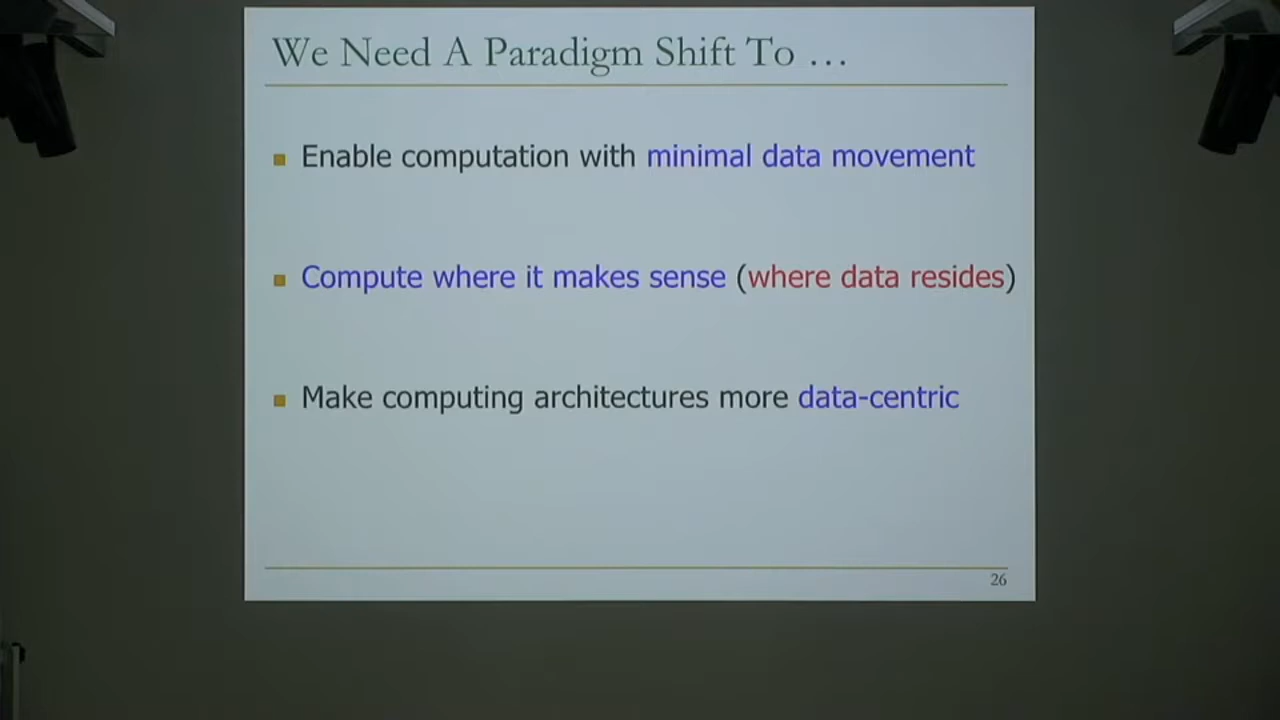 We Need A Paradigm Shift To ...
Enable computation with minimal data movement
Compute where it makes sense (where data resides)
Make computing architectures more data-centric
26